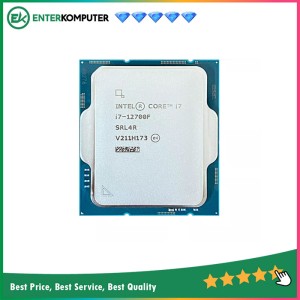 EK ENTERKOMPUTER
INTEL® CORE™ i7
i7-12700F
SRL4R
V211H173
Best Price, Best Service, Best Quality